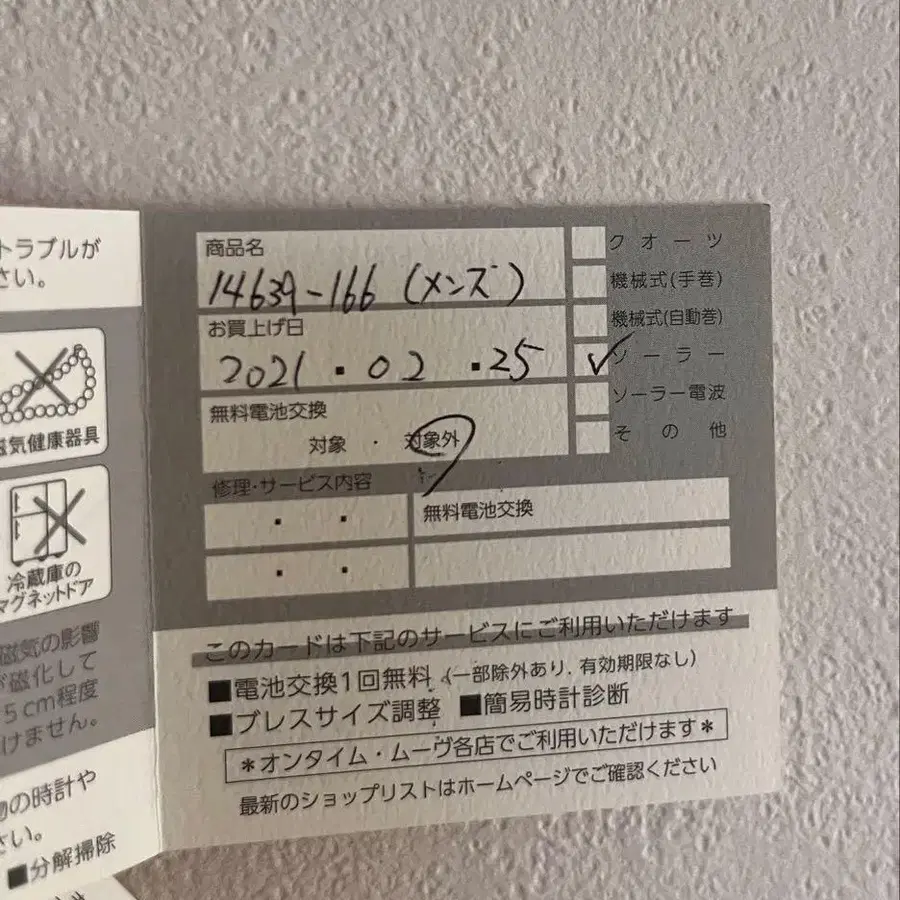 トラブルが
さい。
磁気健康器具
冷蔵庫の
マグネットドア
磁気の影響
が磁化して
5cm程度
けません。
物の時計や
さい。
■分解掃除
商品名
14639-166 (メンズ)
お買上げ日
2021.02.25
無料電池交換
対象・対象外
クオーツ
機械式(手巻)
機械式(自動巻)
✓ソーラー
ソーラー電波
その他
修理・サービス内容
・ ・
無料電池交換
・ ・
このカードは下記のサービスにご利用いただけます
■電池交換1回無料 (一部除外あり. 有効期限なし)
■ブレスサイズ調整 ■簡易時計診断
*オンタイム・ムーヴ各店でご利用いただけます*
最新のショップリストはホームページでご確認ください